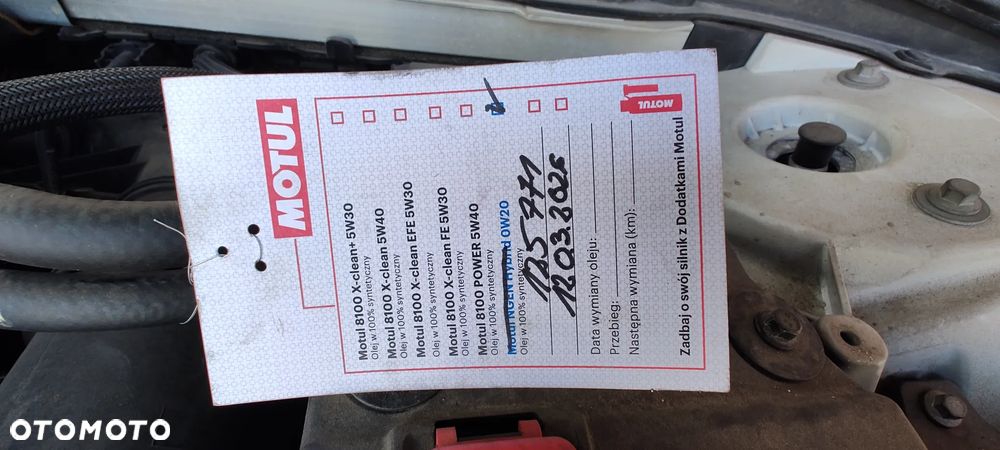 MOTUL
Motul 8100 X-clean+ 5W30
Olej w 100% syntetyczny
Motul 8100 X-clean 5W40
Olej w 100% syntetyczny
Motul 8100 X-clean EFE 5W30
Olej w 100% syntetyczny
Motul 8100 X-clean FE 5W30
Olej w 100% syntetyczny
Motul 8100 POWER 5W40
Olej w 100% syntetyczny
Motul NGEN Hybrid 0W20
Olej w 100% syntetyczny
125 771
12.03.2025
Data wymiany oleju:
Przebieg:
Następna wymiana (km):
Zadbaj o swój silnik z Dodatkami Motul
MOTUL
OTOMOTO